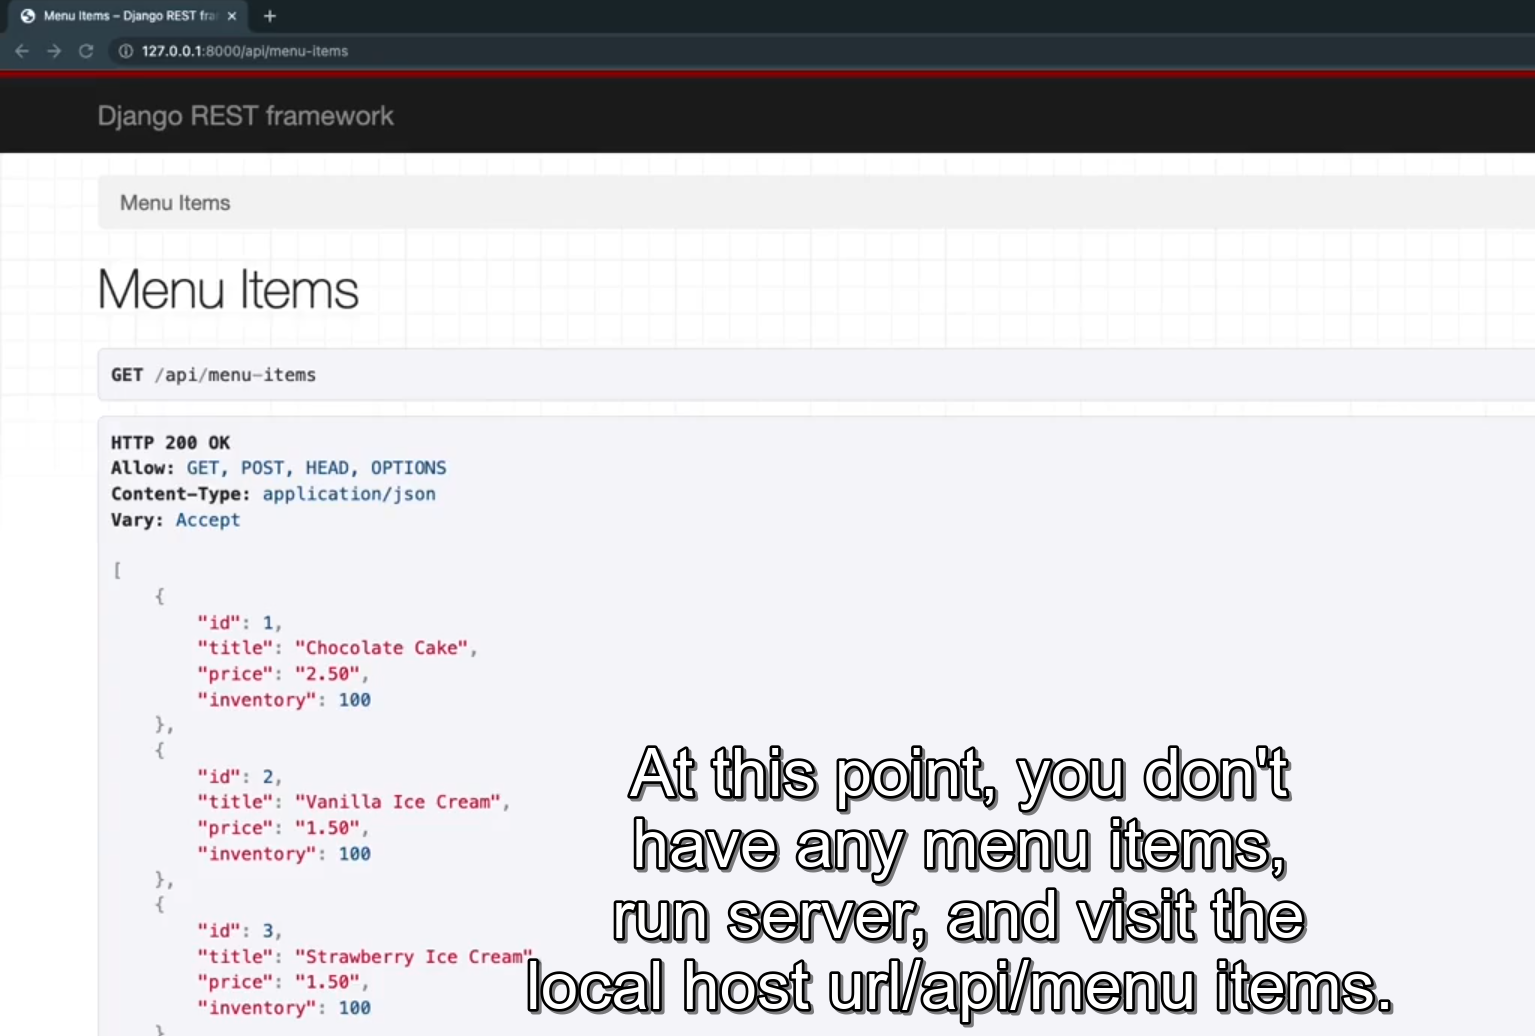 Menu Items – Django REST fra
127.0.0.1:8000/api/menu-items
Django REST framework
Menu Items
Menu Items
GET /api/menu-items
HTTP 200 OK
Allow: GET, POST, HEAD, OPTIONS
Content-Type: application/json
Vary: Accept
[
{
"id": 1,
"title": "Chocolate Cake",
"price": "2.50",
"inventory": 100
},
{
"id": 2,
"title": "Vanilla Ice Cream",
"price": "1.50",
"inventory": 100
},
{
"id": 3,
"title": "Strawberry Ice Cream"
"price": "1.50",
"inventory": 100
}
At this point, you don't
have any menu items,
run server, and visit the
local host url/api/menu items.